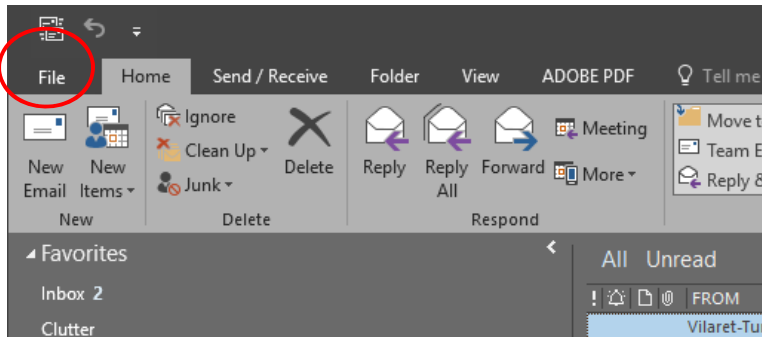 File Home Send / Receive Folder View ADOBE PDF Tell me
New Email
New Items
Ignore
Clean Up
Junk
Delete
Reply
Reply All
Forward
Meeting
More
Move t
Team E
Reply &
New Delete Respond
Favorites
Inbox 2
Clutter
All Unread
! FROM
Vilaret-Tu